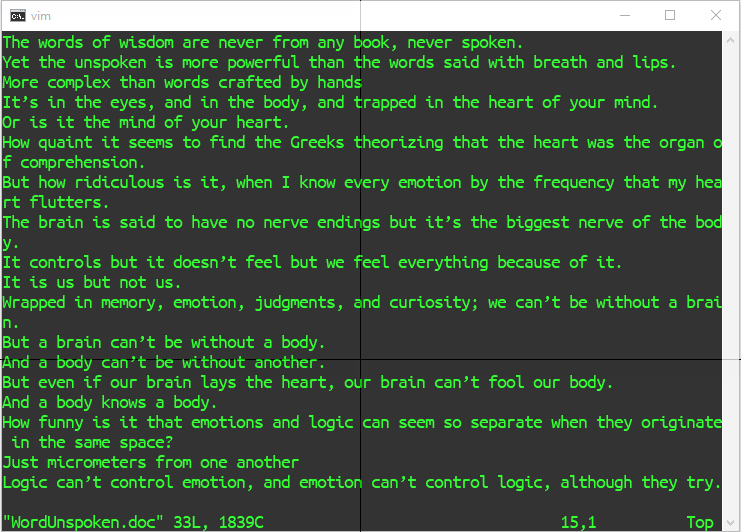 vim
The words of wisdom are never from any book, never spoken.
Yet the unspoken is more powerful than the words said with breath and lips.
More complex than words crafted by hands
It’s in the eyes, and in the body, and trapped in the heart of your mind.
Or is it the mind of your heart.
How quaint it seems to find the Greeks theorizing that the heart was the organ o
f comprehension.
But how ridiculous is it, when I know every emotion by the frequency that my hea
rt flutters.
The brain is said to have no nerve endings but it’s the biggest nerve of the bod
y.
It controls but it doesn’t feel but we feel everything because of it.
It is us but not us.
Wrapped in memory, emotion, judgments, and curiosity; we can’t be without a brai
n.
But a brain can’t be without a body.
And a body can’t be without another.
But even if our brain lays the heart, our brain can’t fool our body.
And a body knows a body.
How funny is it that emotions and logic can seem so separate when they originate
 in the same space?
Just micrometers from one another
Logic can’t control emotion, and emotion can’t control logic, although they try.
"WordUnspoken.doc" 33L, 1839C 15,1 Top